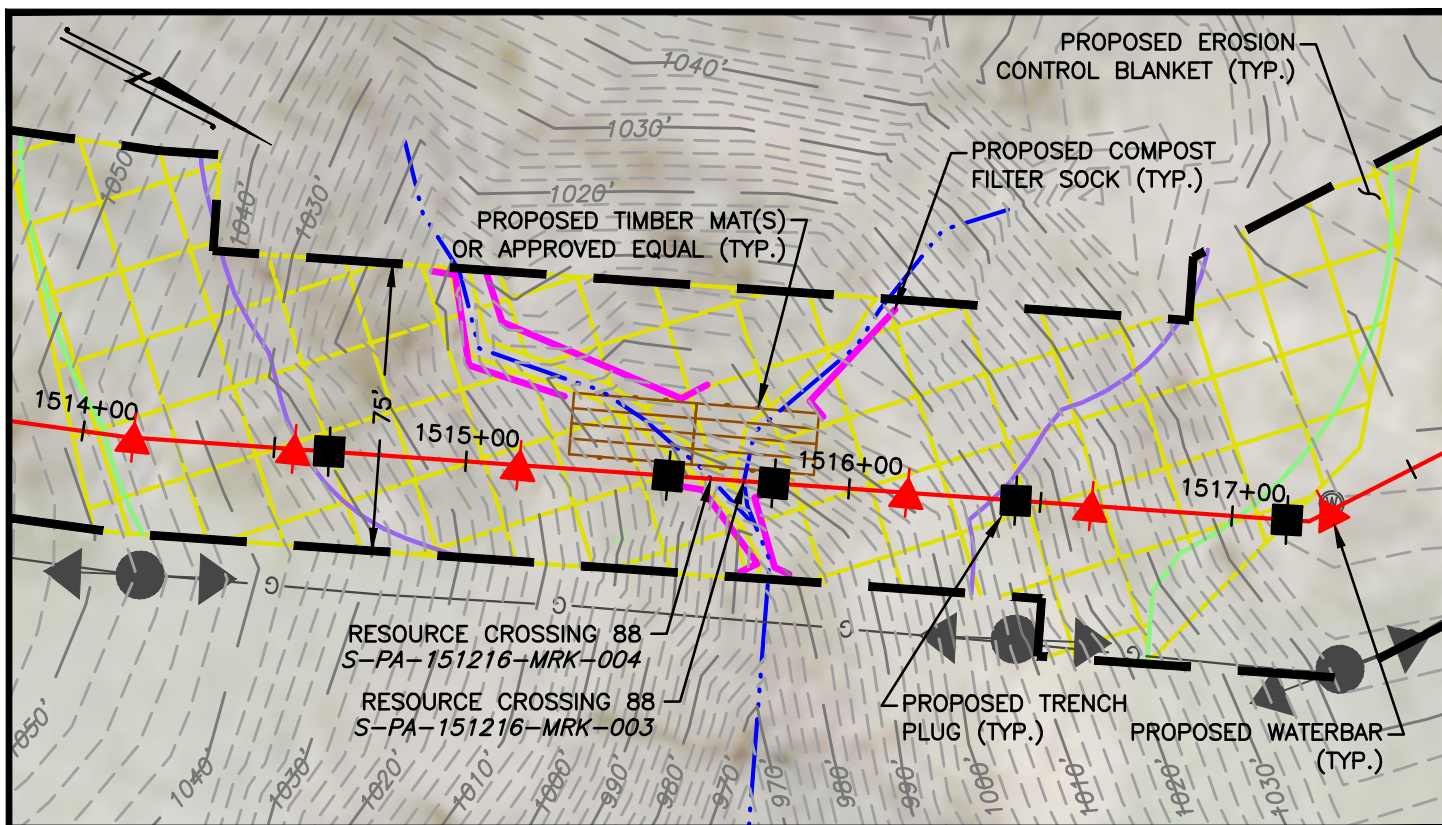 PROPOSED EROSION
CONTROL BLANKET (TYP.)
1040'
1030'
1020'
PROPOSED COMPOST
FILTER SOCK (TYP.)
PROPOSED TIMBER MAT(S)
OR APPROVED EQUAL (TYP.)
1050'
1040'
1030'
75'
1514+00
1515+00
1516+00
1517+00
W
G
G
G
G
RESOURCE CROSSING 88
S-PA-151216-MRK-004
RESOURCE CROSSING 88
S-PA-151216-MRK-003
PROPOSED TRENCH
PLUG (TYP.)
PROPOSED WATERBAR
(TYP.)
1050'
1040'
1030'
1020'
1010'
1000'
990'
980'
970'
970'
980'
990'
1000'
1040'
1020'
1030'